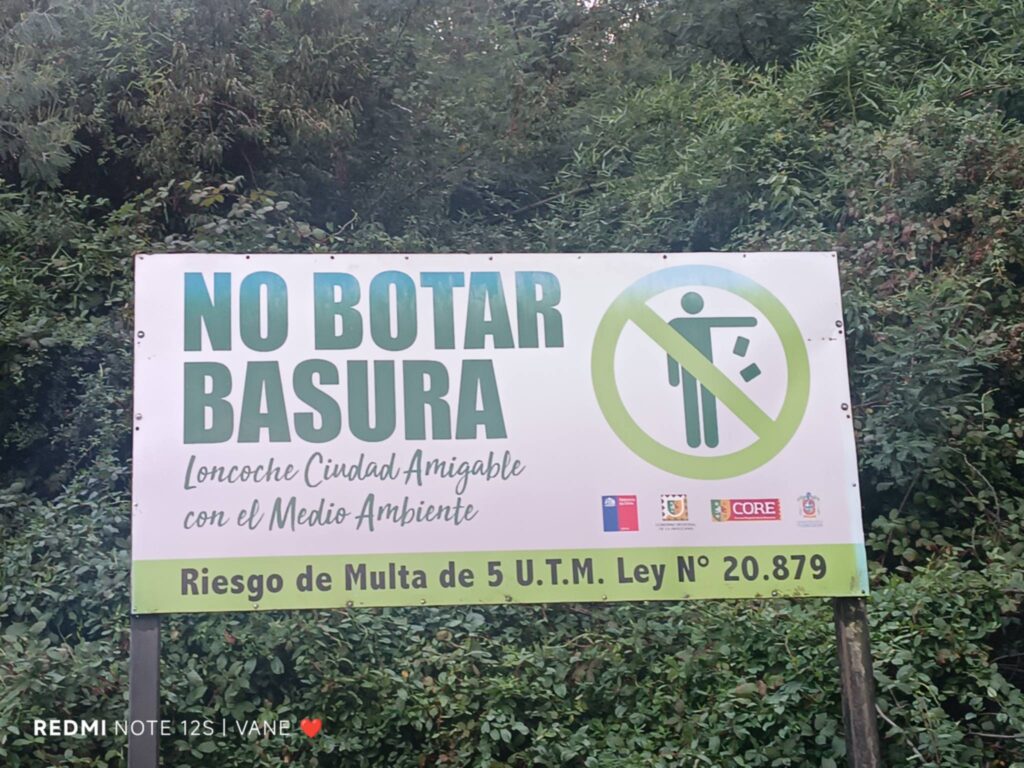 NO BOTAR
BASURA
Loncoche Ciudad Amigable
con el Medio Ambiente
CORE
Riesgo de Multa de 5 U.T.M. Ley N° 20.879
REDMI NOTE 12S | VANE ❤️